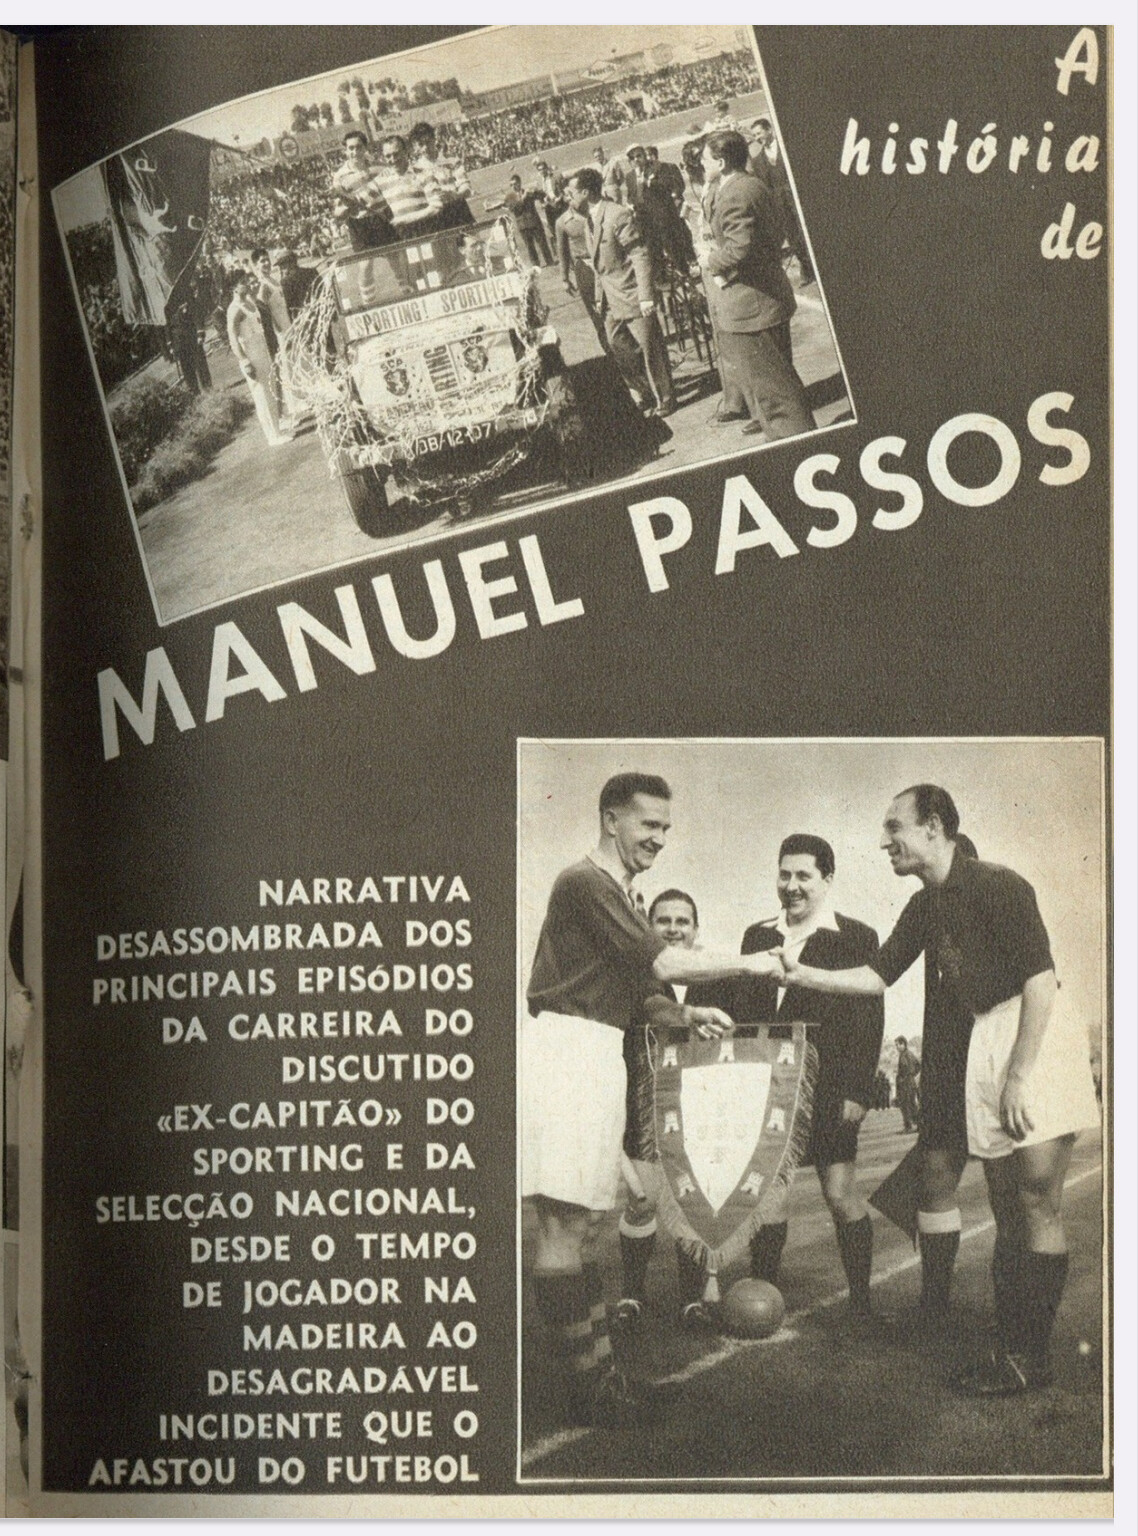 A
história
de
P
C
SPORTING! SPORTING!
MANUEL PASSOS
NARRATIVA
DESASSOMBRADA DOS
PRINCIPAIS EPISÓDIOS
DA CARREIRA DO
DISCUTIDO
«EX-CAPITÃO» DO
SPORTING E DA
SELECÇÃO NACIONAL,
DESDE O TEMPO
DE JOGADOR NA
MADEIRA AO
DESAGRADÁVEL
INCIDENTE QUE O
AFASTOU DO FUTEBOL